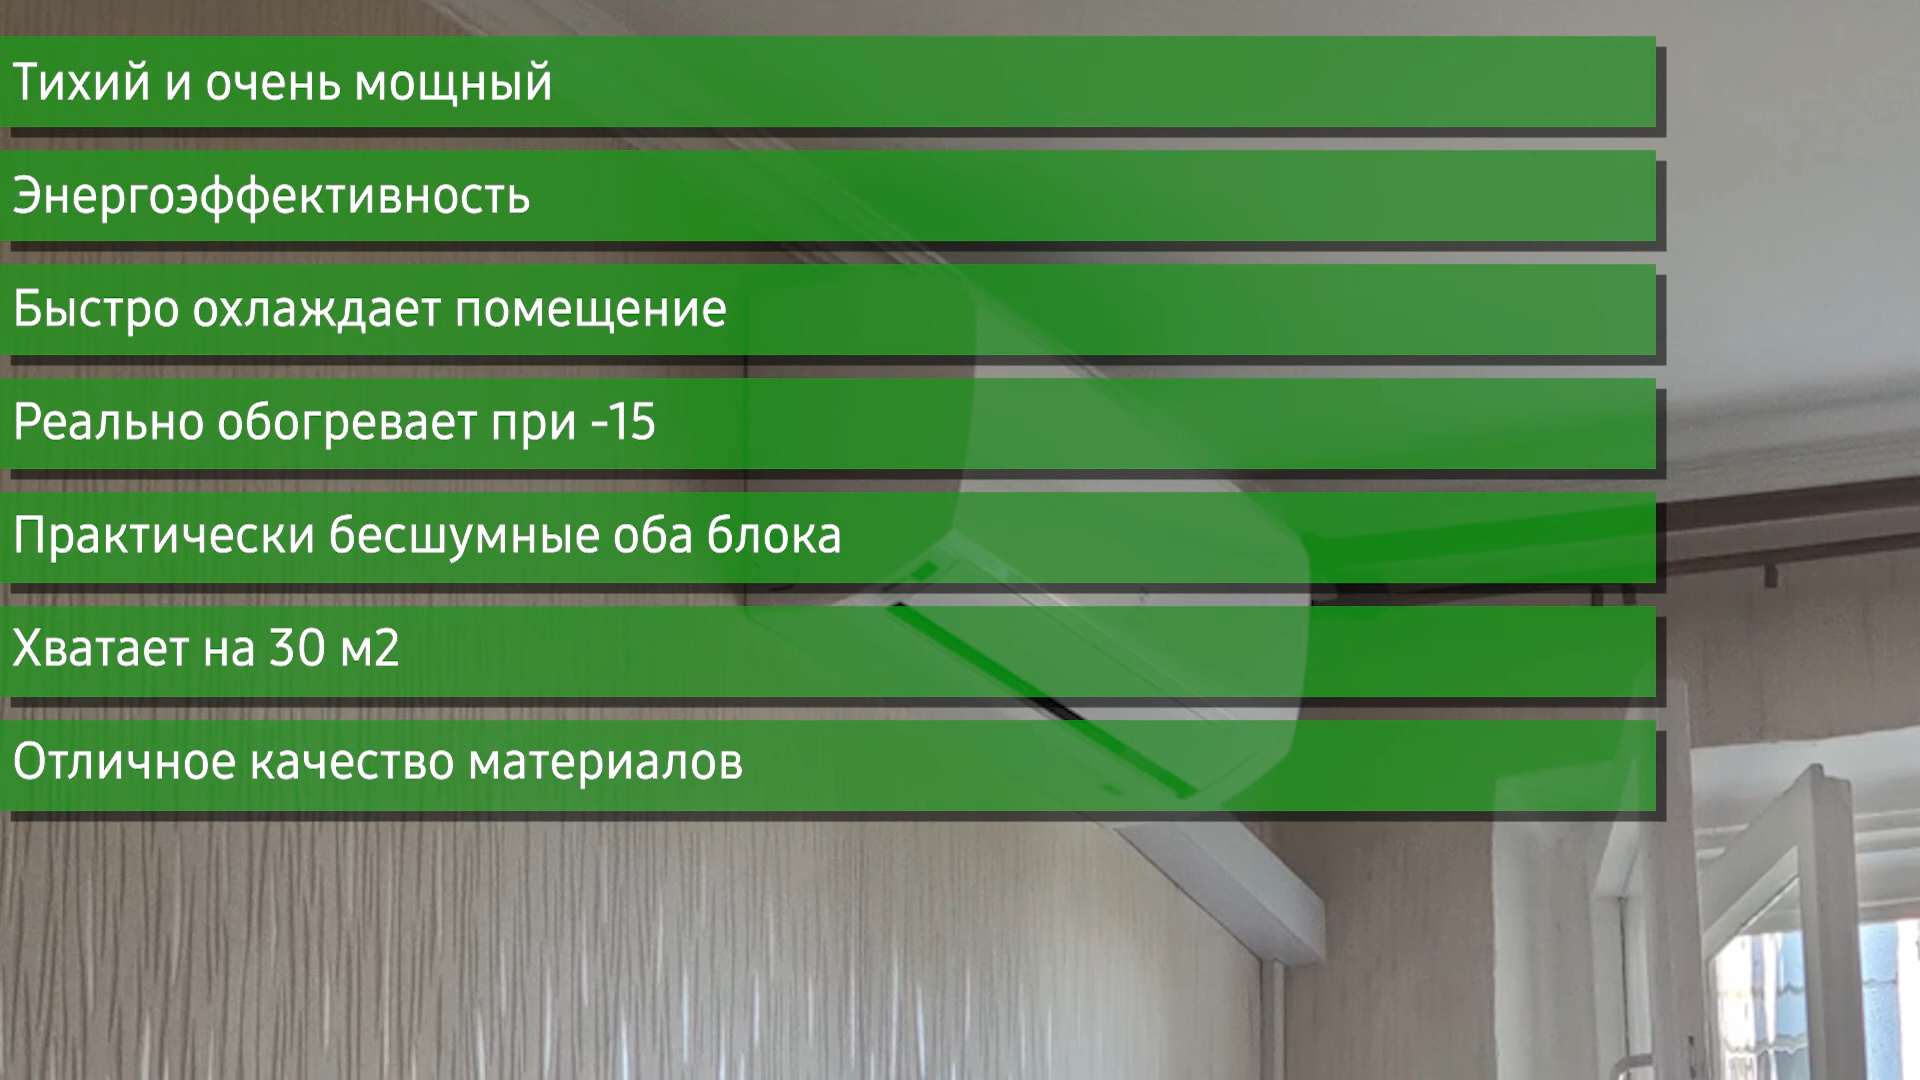 Тихий и очень мощный
Энергоэффективность
Быстро охлаждает помещение
Реально обогревает при -15
Практически бесшумные оба блока
Хватает на 30 м2
Отличное качество материалов